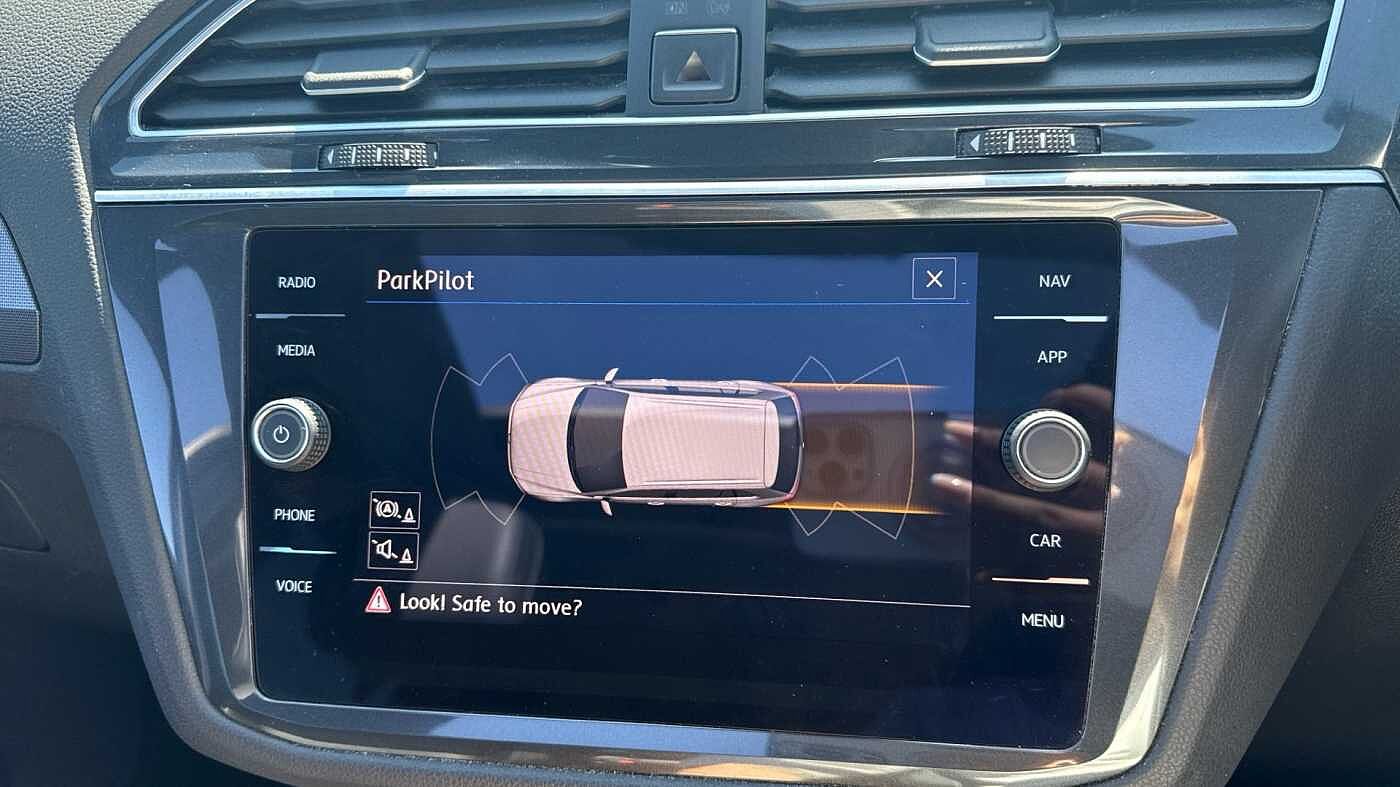 RADIO
ParkPilot
NAV
MEDIA
APP
PHONE
A
CAR
VOICE
Look! Safe to move?
MENU